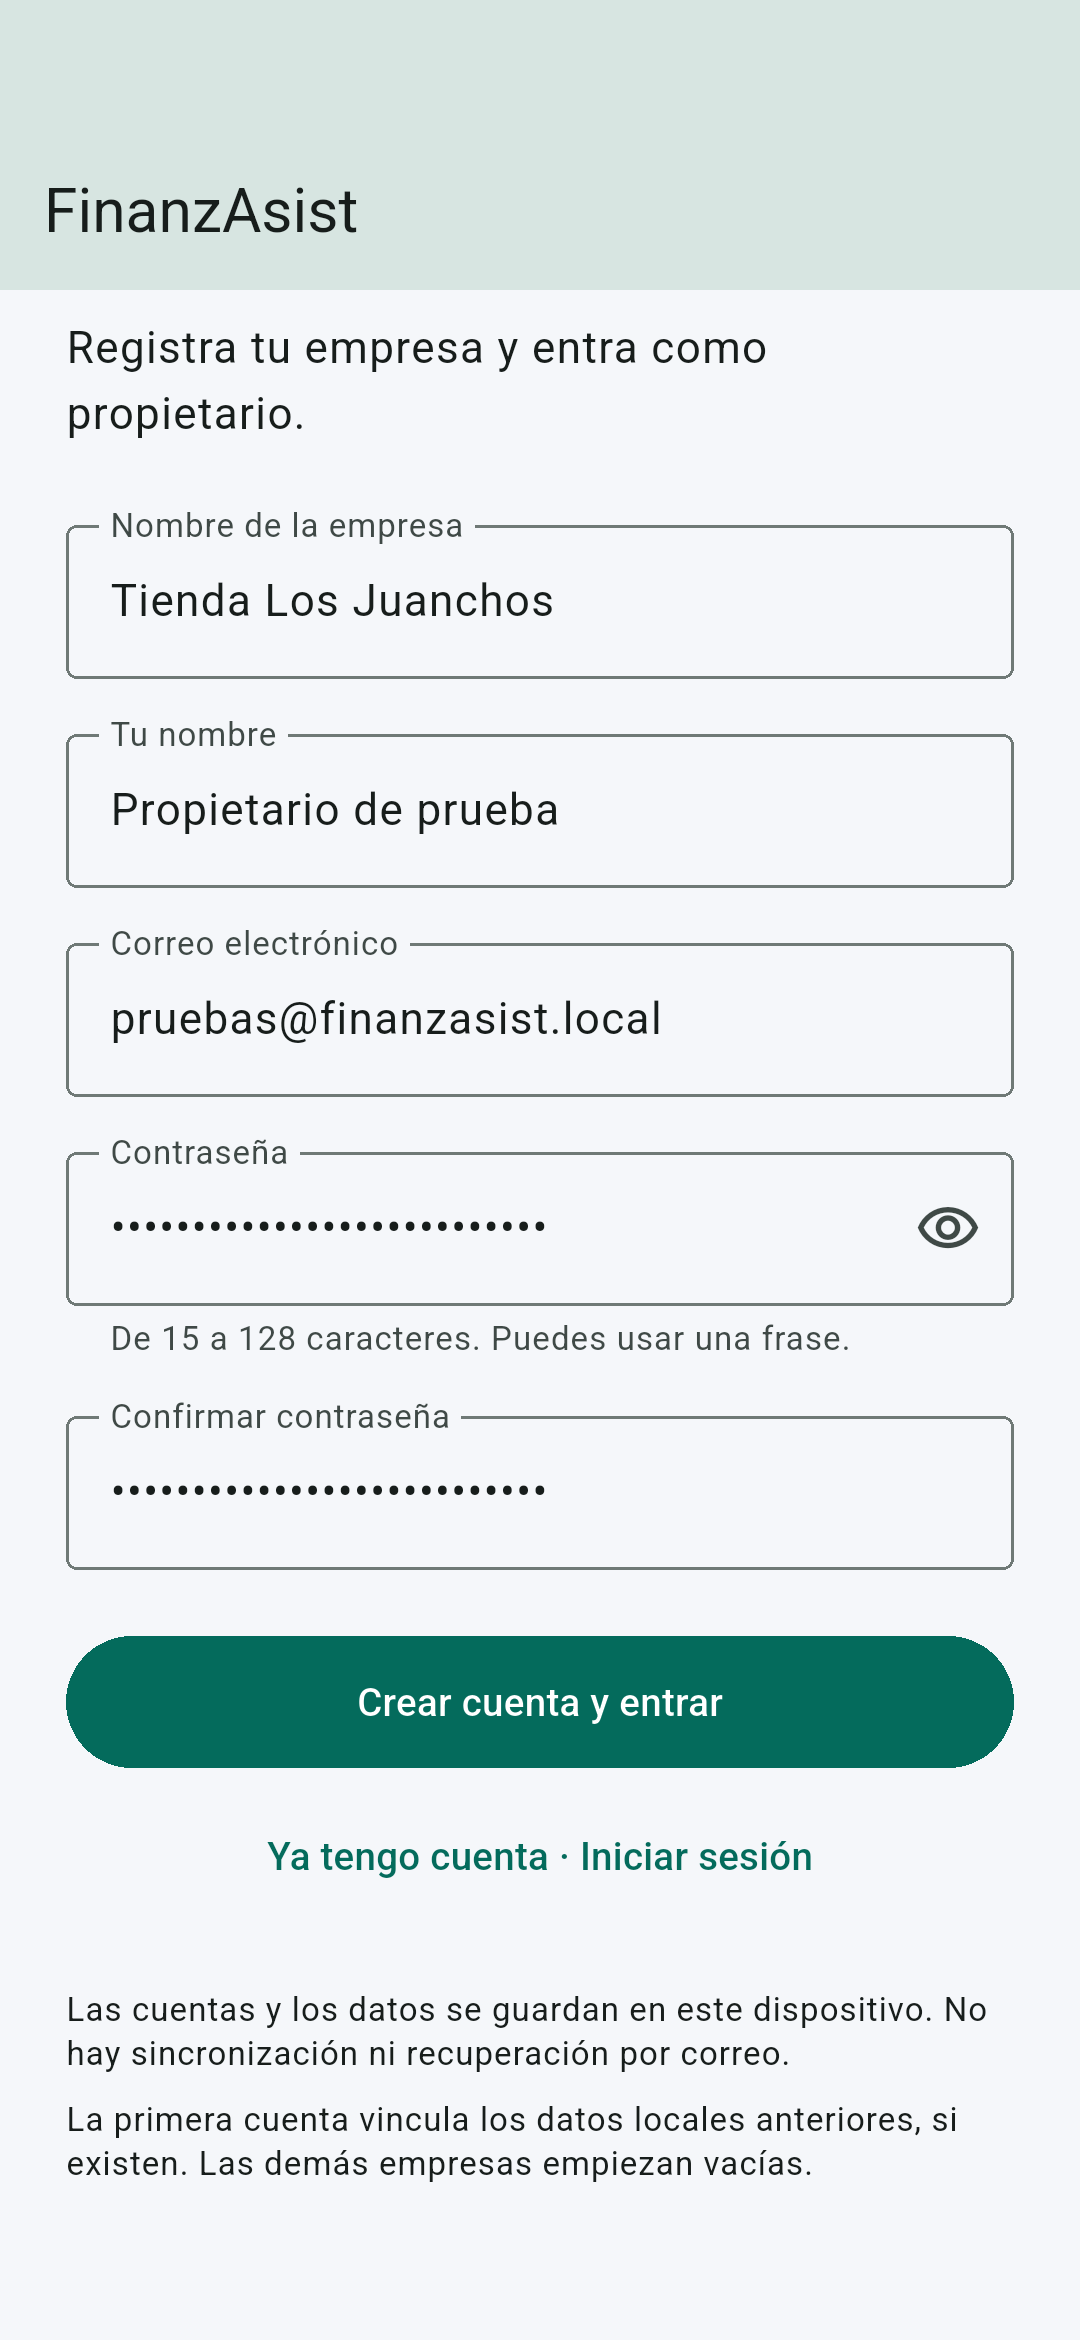 FinanzAsist
Registra tu empresa y entra como
propietario.
Nombre de la empresa
Tienda Los Juanchos
Tu nombre
Propietario de prueba
Correo electrónico
pruebas@finanzasist.local
Contraseña
•••••••••••••••••••••••••••
De 15 a 128 caracteres. Puedes usar una frase.
Confirmar contraseña
•••••••••••••••••••••••••••
Crear cuenta y entrar
Ya tengo cuenta · Iniciar sesión
Las cuentas y los datos se guardan en este dispositivo. No
hay sincronización ni recuperación por correo.
La primera cuenta vincula los datos locales anteriores, si
existen. Las demás empresas empiezan vacías.